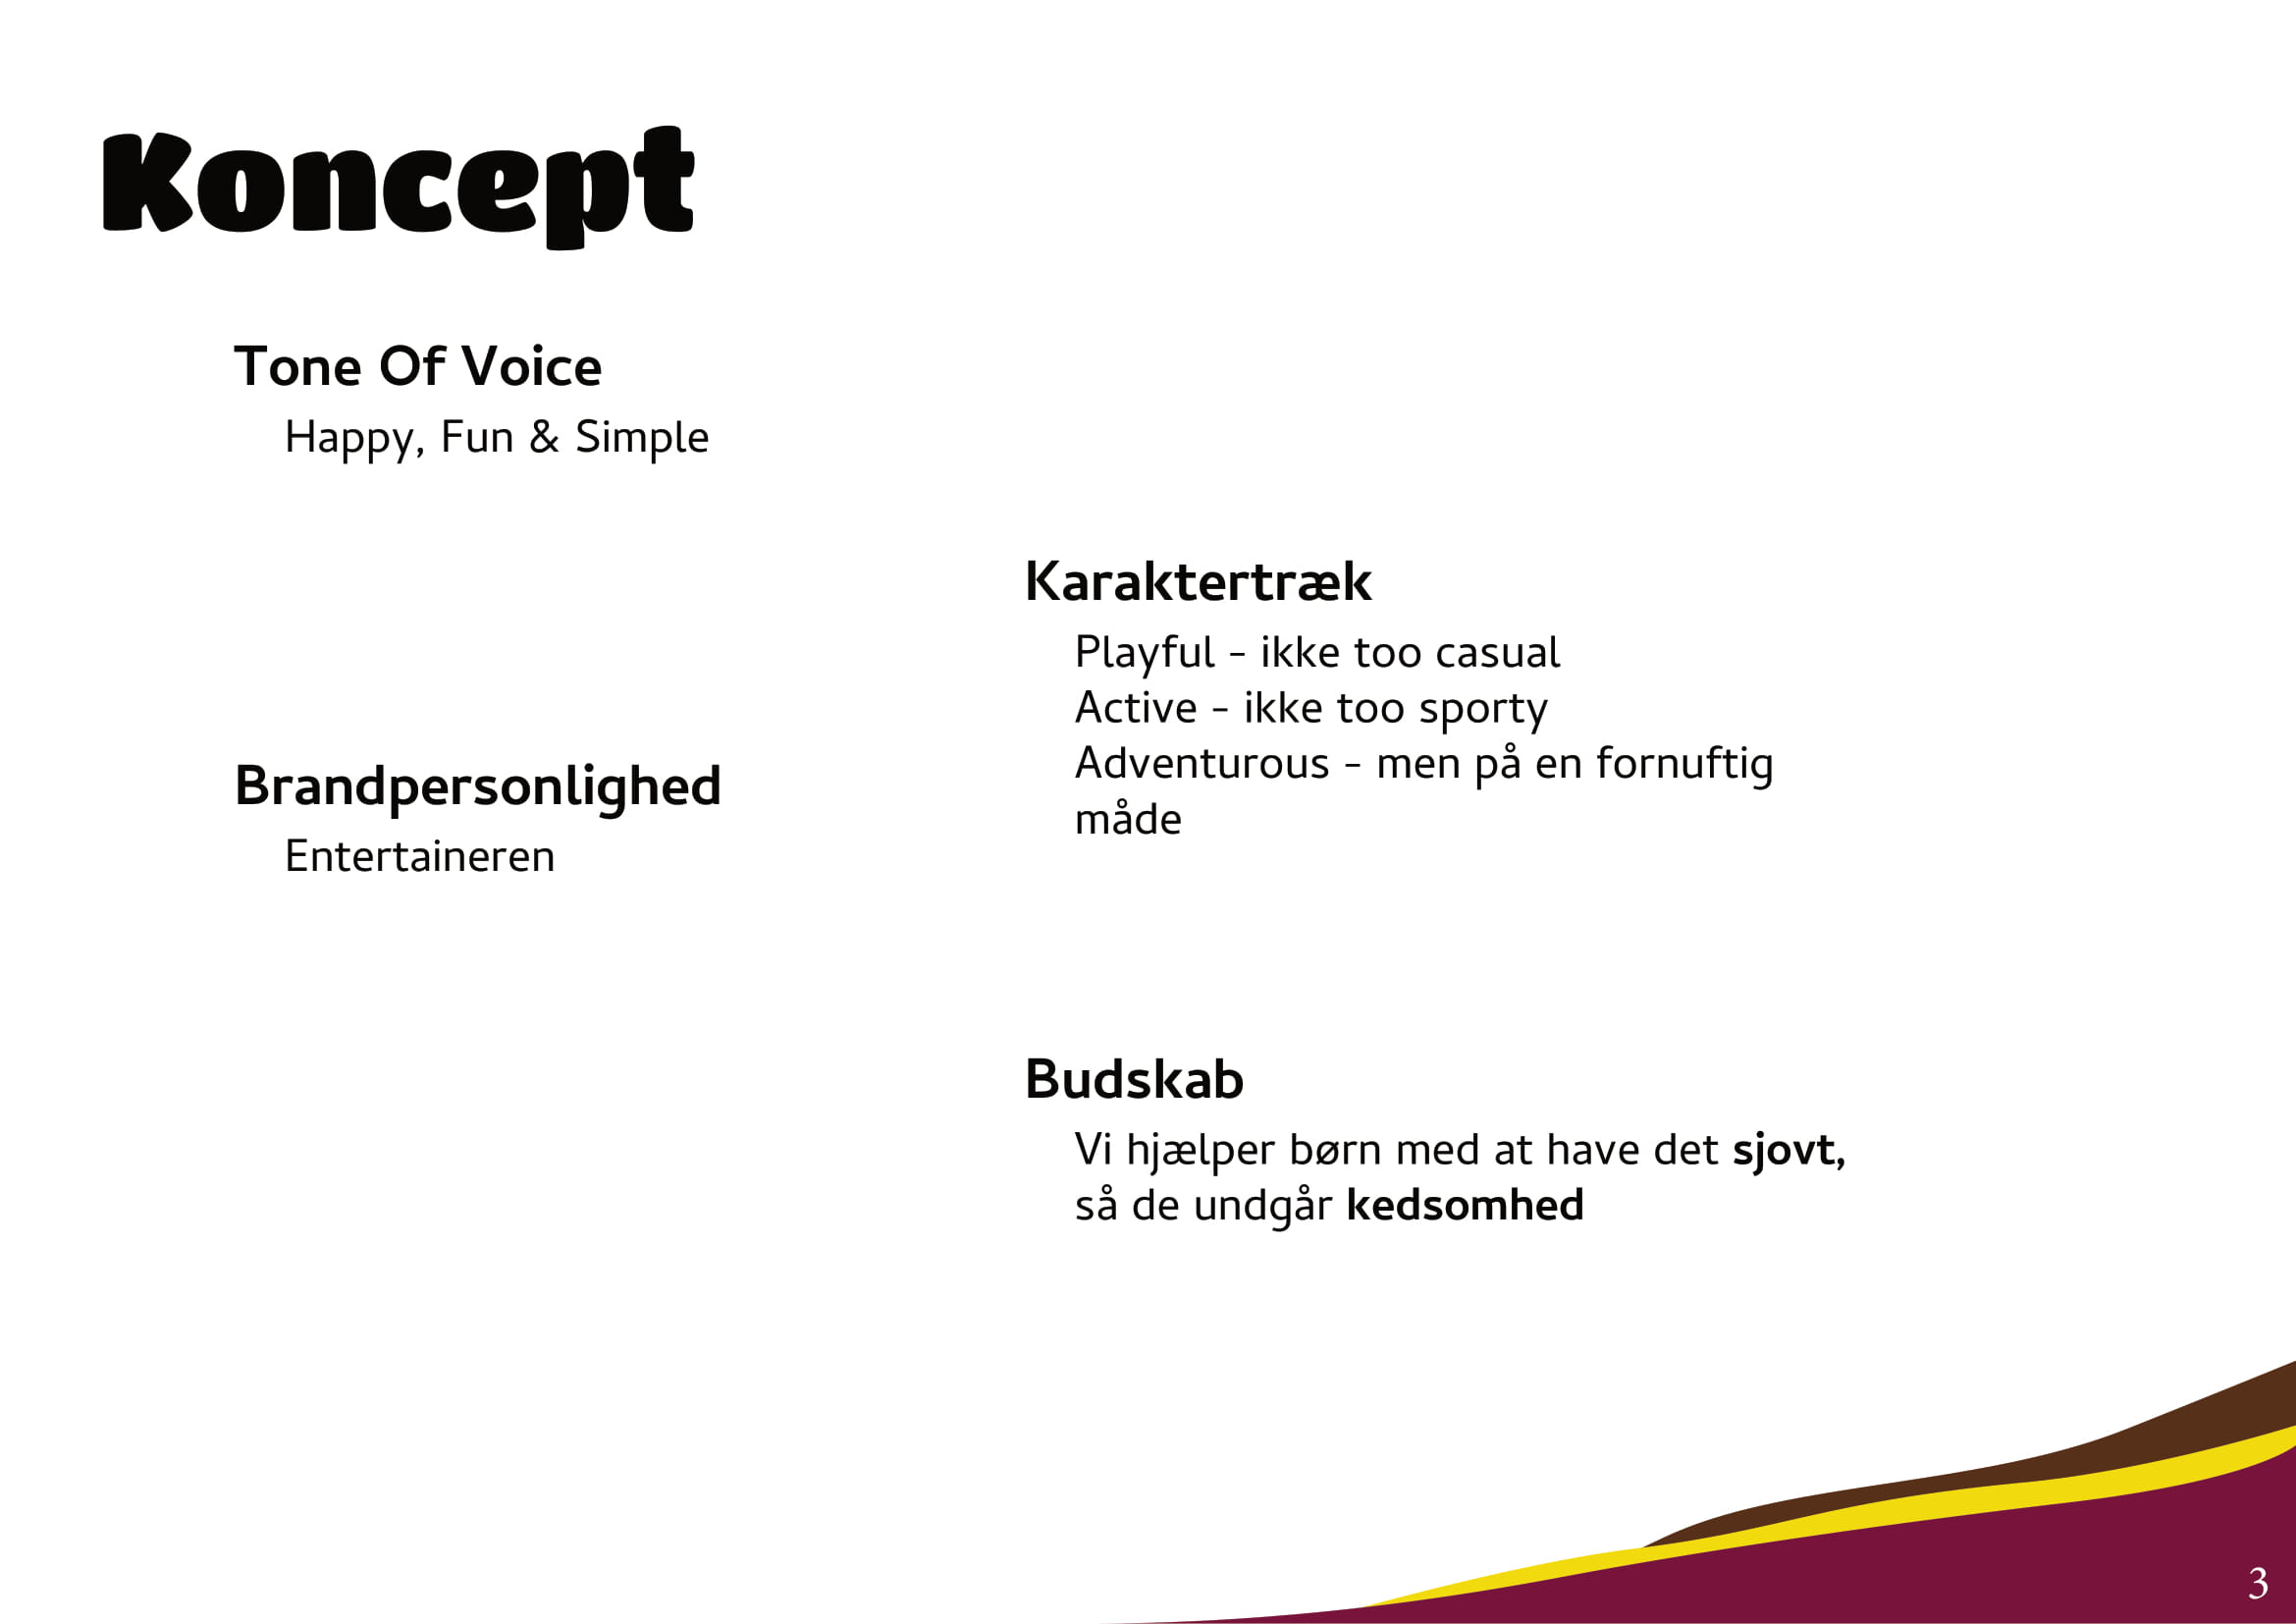 Koncept
Tone Of Voice
Happy, Fun & Simple
Brandpersonlighed
Entertaineren
Karaktertræk
Playful - ikke too casual
Active - ikke too sporty
Adventurous - men på en fornuftig
måde
Budskab
Vi hjælper børn med at have det sjovt,
så de undgår kedsomhed
3